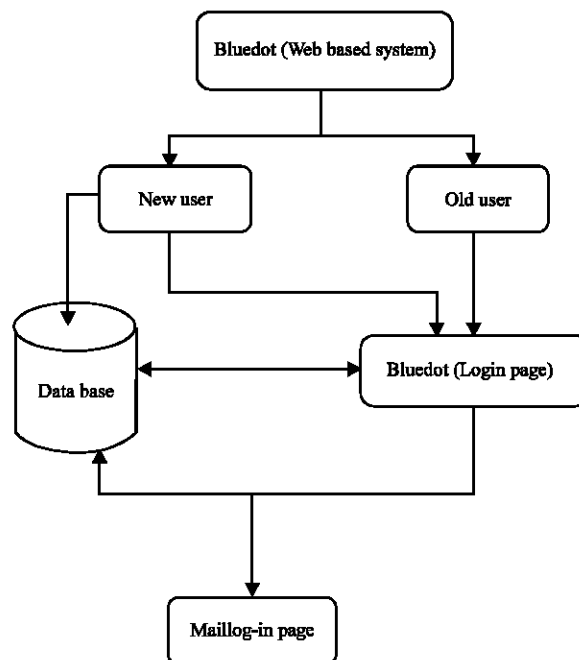 Bluedot (Web based system)
New user
Old user
Data base
Bluedot (Login page)
Maillog-in page